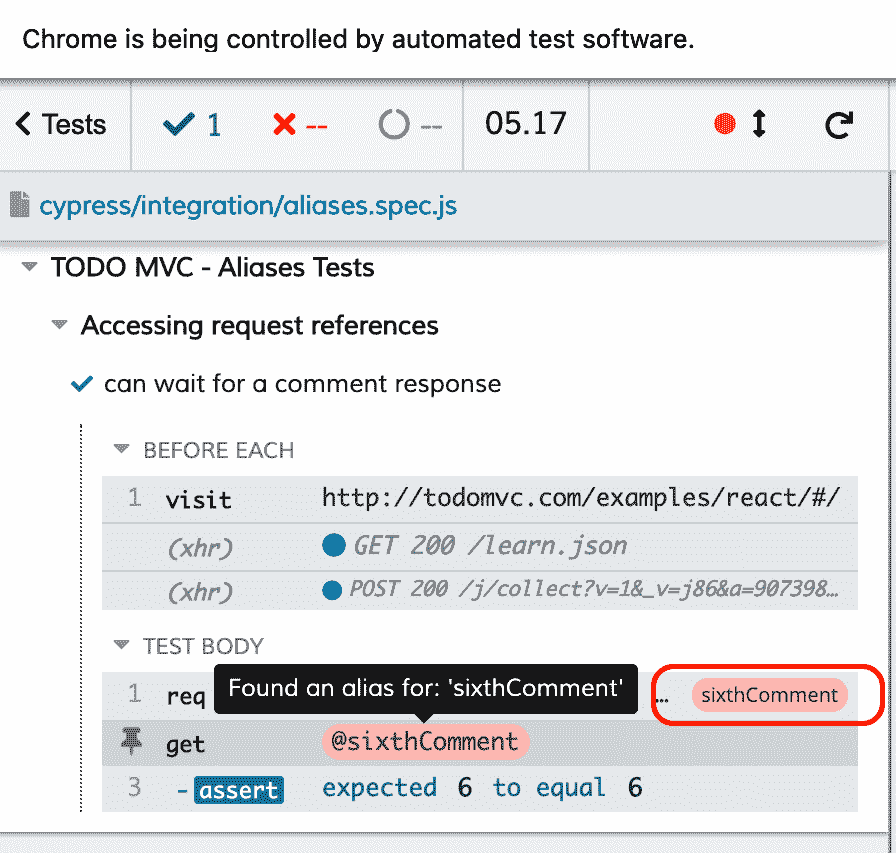 Chrome is being controlled by automated test software.
Tests 1 -- -- 05.17
cypress/integration/aliases.spec.js
TODO MVC - Aliases Tests
Accessing request references
can wait for a comment response
BEFORE EACH
1 visit http://todomvc.com/examples/react/#/
(xhr) GET 200 /learn.json
(xhr) POST 200 /j/collect?v=1&_v=j86&a=907398…
TEST BODY
Found an alias for: 'sixthComment'
1 req … sixthComment
get @sixthComment
3 -assert expected 6 to equal 6